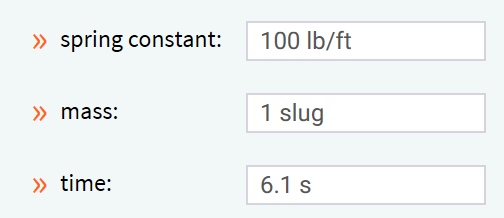 » spring constant: 100 lb/ft
» mass: 1 slug
» time: 6.1 s